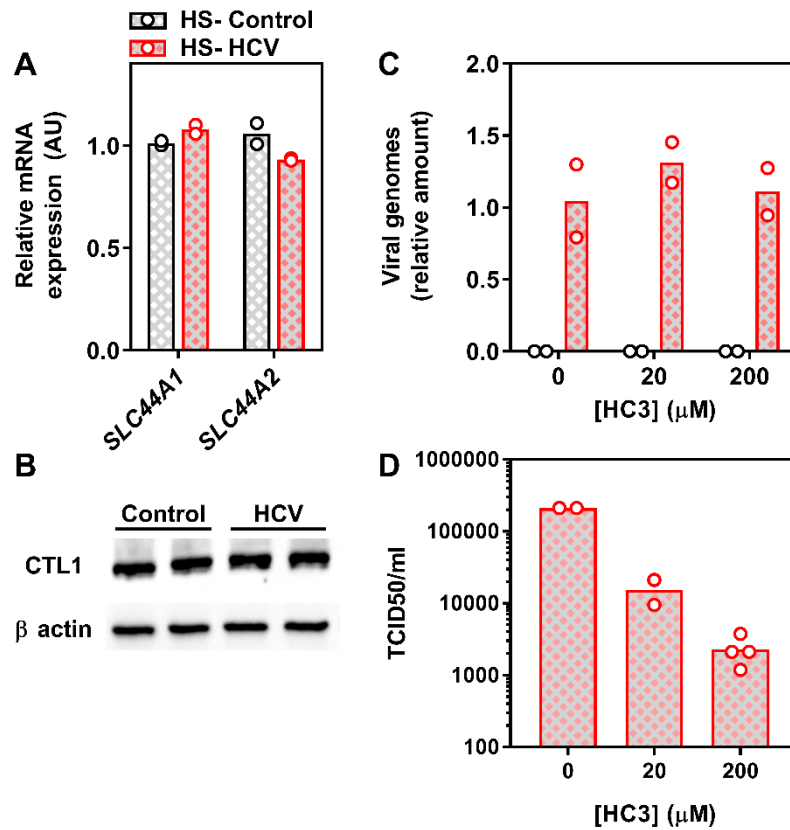 HS- Control
HS- HCV
A
Relative mRNA
expression (AU)
1.0
0.5
0.0
SLC44A1
SLC44A2
B
Control
HCV
CTL1
β actin
C
Viral genomes
(relative amount)
2.0
1.5
1.0
0.5
0.0
0
20
200
[HC3] (μM)
D
TCID50/ml
1000000
100000
10000
1000
100
0
20
200
[HC3] (μM)